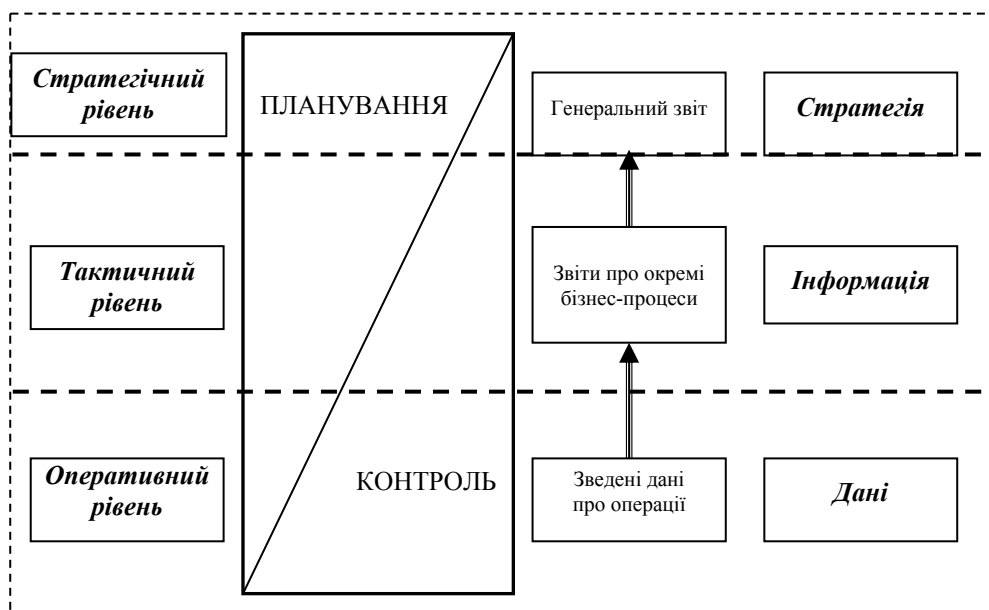 Стратегічний
рівень
ПЛАНУВАННЯ
Генеральний звіт
Стратегія
Тактичний
рівень
Звіти про окремі
бізнес-процеси
Інформація
Оперативний
рівень
КОНТРОЛЬ
Зведені дані
про операції
Дані